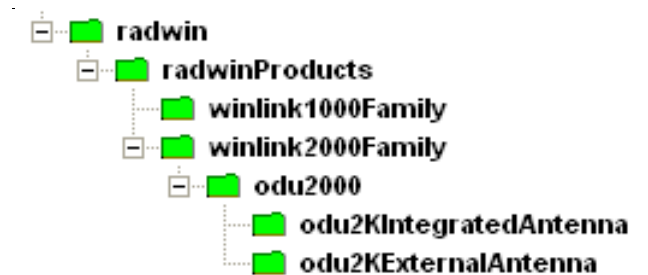 radwin
radwinProducts
winlink1000Family
winlink2000Family
odu2000
odu2KIntegratedAntenna
odu2KExternalAntenna